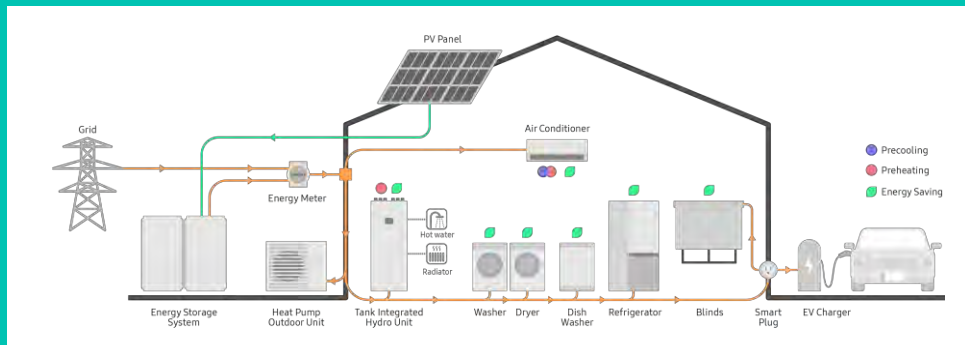 PV Panel
Grid
Air Conditioner
Precooling
Preheating
Energy Saving
Energy Meter
Hot water
Radiator
Energy Storage
System
Heat Pump
Outdoor Unit
Tank Integrated
Hydro Unit
Washer
Dryer
Dish
Washer
Refrigerator
Blinds
Smart
Plug
EV Charger